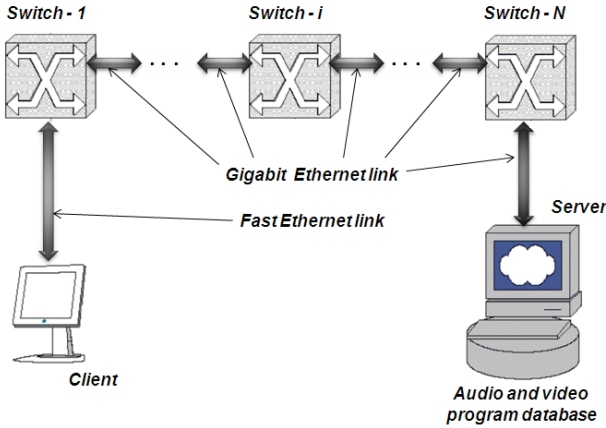 Switch - 1
Switch - i
Switch - N
. . .
. . .
Gigabit Ethernet link
Fast Ethernet link
Server
Client
Audio and video
program database